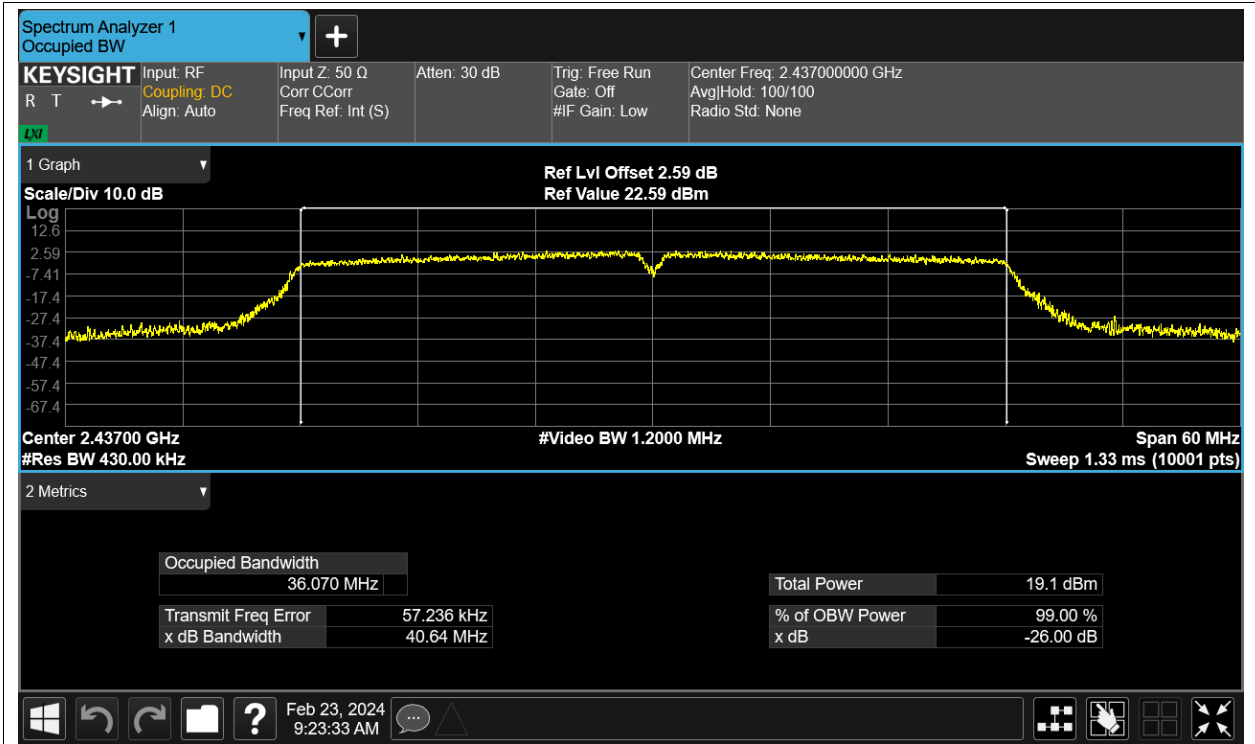 Spectrum Analyzer 1
Occupied BW
▼
+
KEYSIGHT
R T
LXI
Input: RF
Coupling: DC
Align: Auto
Input Z: 50 Ω
Corr CCorr
Freq Ref: Int (S)
Atten: 30 dB
Trig: Free Run
Gate: Off
#IF Gain: Low
Center Freq: 2.437000000 GHz
Avg|Hold: 100/100
Radio Std: None
1 Graph ▼
Scale/Div 10.0 dB
Ref Lvl Offset 2.59 dB
Ref Value 22.59 dBm
Log
12.6
2.59
-7.41
-17.4
-27.4
-37.4
-47.4
-57.4
-67.4
Center 2.43700 GHz
#Res BW 430.00 kHz
#Video BW 1.2000 MHz
Span 60 MHz
Sweep 1.33 ms (10001 pts)
2 Metrics ▼
Occupied Bandwidth
36.070 MHz
Transmit Freq Error 57.236 kHz
x dB Bandwidth 40.64 MHz
Total Power 19.1 dBm
% of OBW Power 99.00 %
x dB -26.00 dB
?
Feb 23, 2024
9:23:33 AM